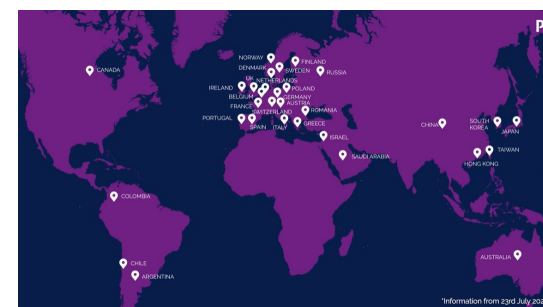 P
NORWAY
FINLAND
DENMARK
SWEDEN
RUSSIA
CANADA
UK
NETHERLANDS
IRELAND
POLAND
BELGIUM
GERMANY
FRANCE
AUSTRIA
SWITZERLAND
ROMANIA
PORTUGAL
SPAIN
ITALY
GREECE
CHINA
SOUTH
KOREA
JAPAN
ISRAEL
TAIWAN
SAUDI ARABIA
HONG KONG
COLOMBIA
AUSTRALIA
CHILE
ARGENTINA
*Information from 23rd July 202